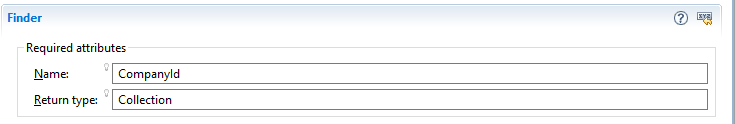 Finder
Required attributes
Name: CompanyId
Return type: Collection